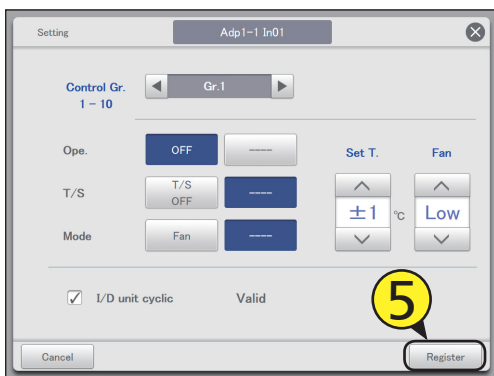 Setting Adp1-1 In01
Control Gr. Gr.1
1 - 10
Ope. OFF ---- Set T. Fan
T/S T/S OFF ----
±1 °C Low
Mode Fan ----
I/D unit cyclic Valid
5
Cancel Register